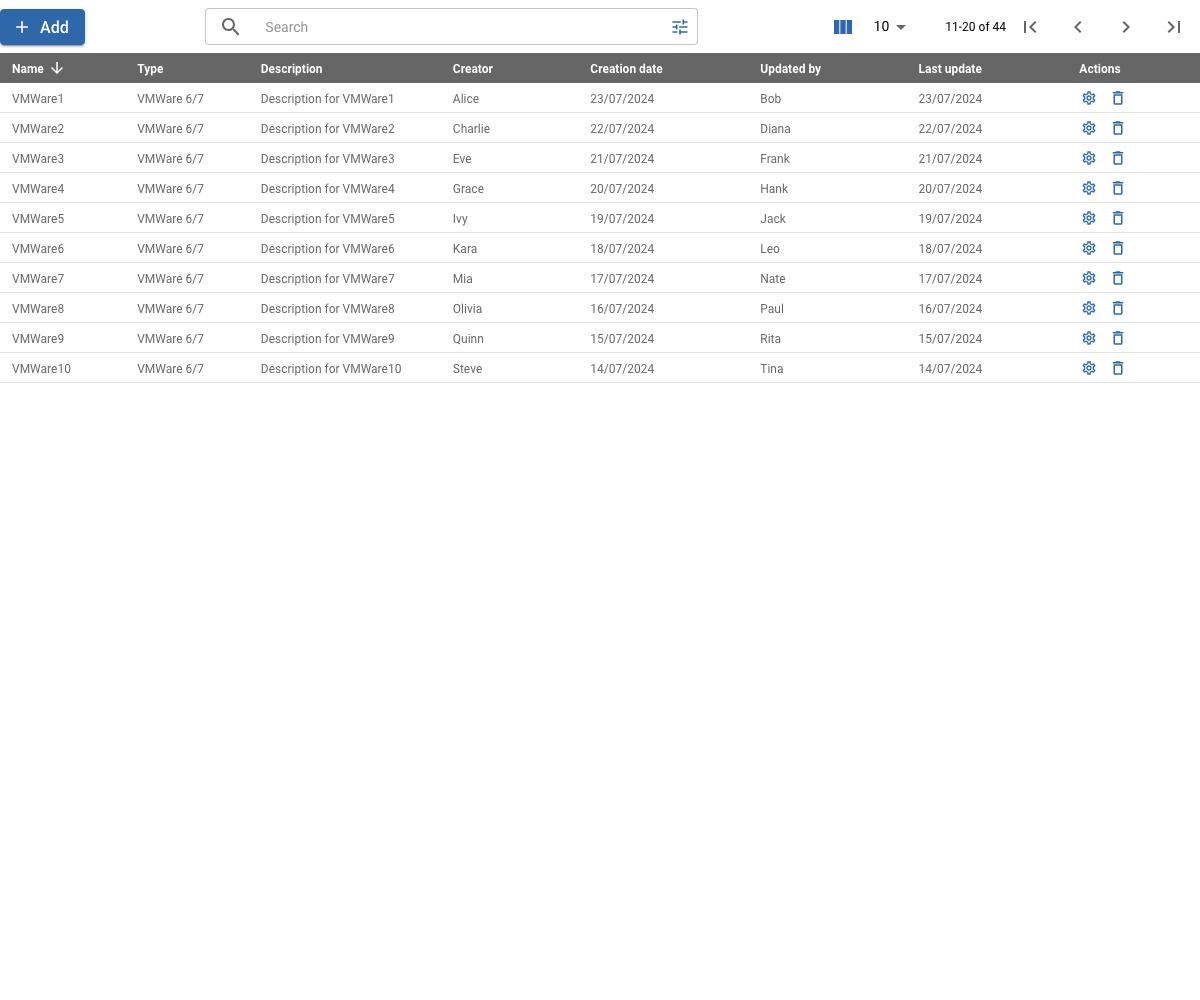 Add Search 10 11-20 of 44
Name Type Description Creator Creation date Updated by Last update Actions
VMWare1 VMWare 6/7 Description for VMWare1 Alice 23/07/2024 Bob 23/07/2024
VMWare2 VMWare 6/7 Description for VMWare2 Charlie 22/07/2024 Diana 22/07/2024
VMWare3 VMWare 6/7 Description for VMWare3 Eve 21/07/2024 Frank 21/07/2024
VMWare4 VMWare 6/7 Description for VMWare4 Grace 20/07/2024 Hank 20/07/2024
VMWare5 VMWare 6/7 Description for VMWare5 Ivy 19/07/2024 Jack 19/07/2024
VMWare6 VMWare 6/7 Description for VMWare6 Kara 18/07/2024 Leo 18/07/2024
VMWare7 VMWare 6/7 Description for VMWare7 Mia 17/07/2024 Nate 17/07/2024
VMWare8 VMWare 6/7 Description for VMWare8 Olivia 16/07/2024 Paul 16/07/2024
VMWare9 VMWare 6/7 Description for VMWare9 Quinn 15/07/2024 Rita 15/07/2024
VMWare10 VMWare 6/7 Description for VMWare10 Steve 14/07/2024 Tina 14/07/2024